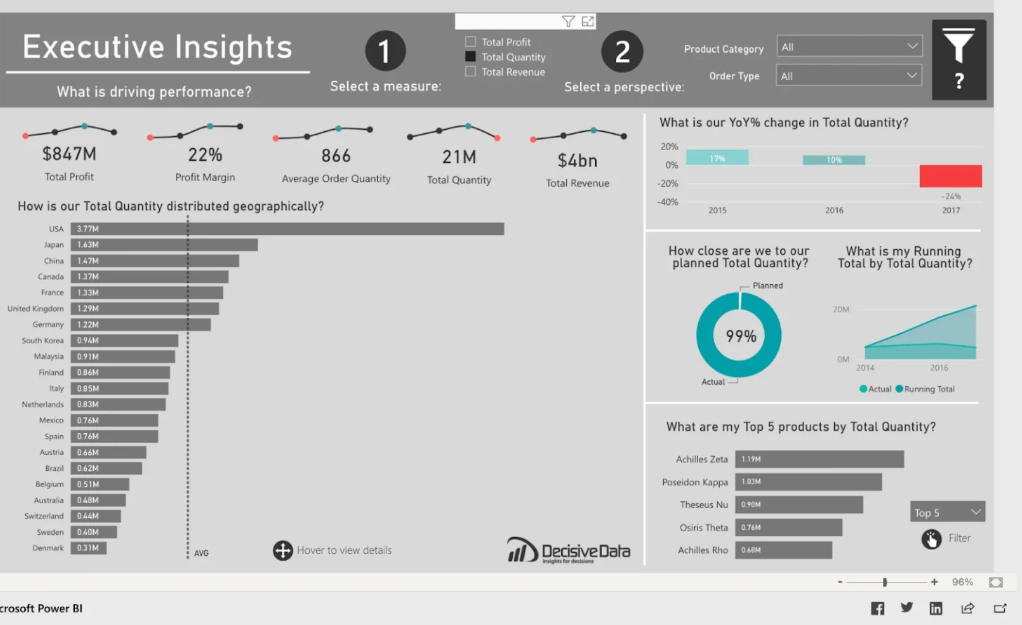 Executive Insights
What is driving performance?
1
Select a measure:
Total Profit
Total Quantity
Total Revenue
2
Select a perspective:
Product Category
All
Order Type
All
?
$847M
Total Profit
22%
Profit Margin
866
Average Order Quantity
21M
Total Quantity
$4bn
Total Revenue
How is our Total Quantity distributed geographically?
USA 3.77M
Japan 1.63M
China 1.47M
Canada 1.37M
France 1.33M
United Kingdom 1.29M
Germany 1.22M
South Korea 0.94M
Malaysia 0.91M
Finland 0.86M
Italy 0.85M
Netherlands 0.83M
Mexico 0.76M
Spain 0.76M
Austria 0.66M
Brazil 0.62M
Belgium 0.51M
Australia 0.48M
Switzerland 0.44M
Sweden 0.40M
Denmark 0.31M
AVG
Hover to view details
DecisiveData
insights for decisions
What is our YoY% change in Total Quantity?
20%
0%
-20%
-40%
17%
10%
-24%
2015 2016 2017
How close are we to our
planned Total Quantity?
Planned
99%
Actual
What is my Running
Total by Total Quantity?
20M
0M
2014 2016
Actual Running Total
What are my Top 5 products by Total Quantity?
Achilles Zeta 1.19M
Poseidon Kappa 1.03M
Theseus Nu 0.90M
Osiris Theta 0.76M
Achilles Rho 0.68M
Top 5
Filter
- + 96%
crosoft Power BI